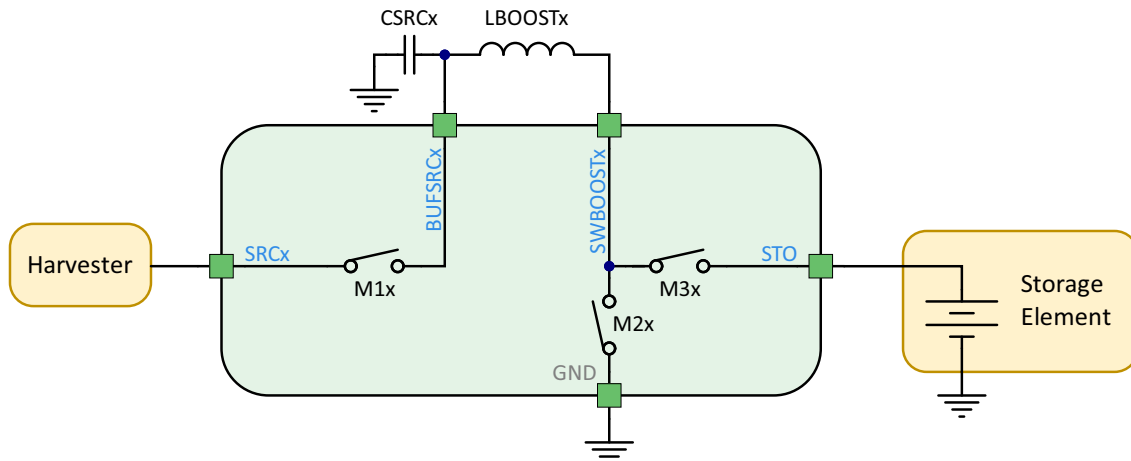 CSRCx
LBOOSTx
BUFSRCx
SWBOOSTx
Harvester
SRCx
M1x
M3x
STO
M2x
GND
Storage
Element